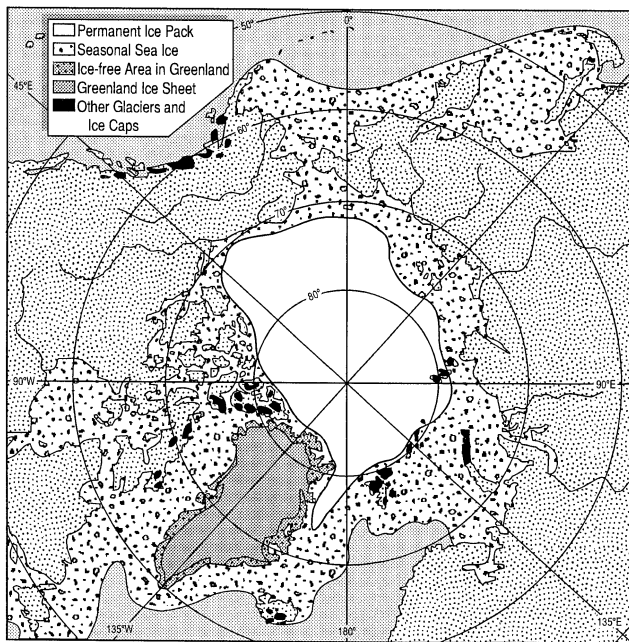 Permanent Ice Pack
Seasonal Sea Ice
Ice-free Area in Greenland
Greenland Ice Sheet
Other Glaciers and
Ice Caps
50°
0°
45°E
45°E
60°
70°
80°
90°W
90°E
135°W
180°
135°E